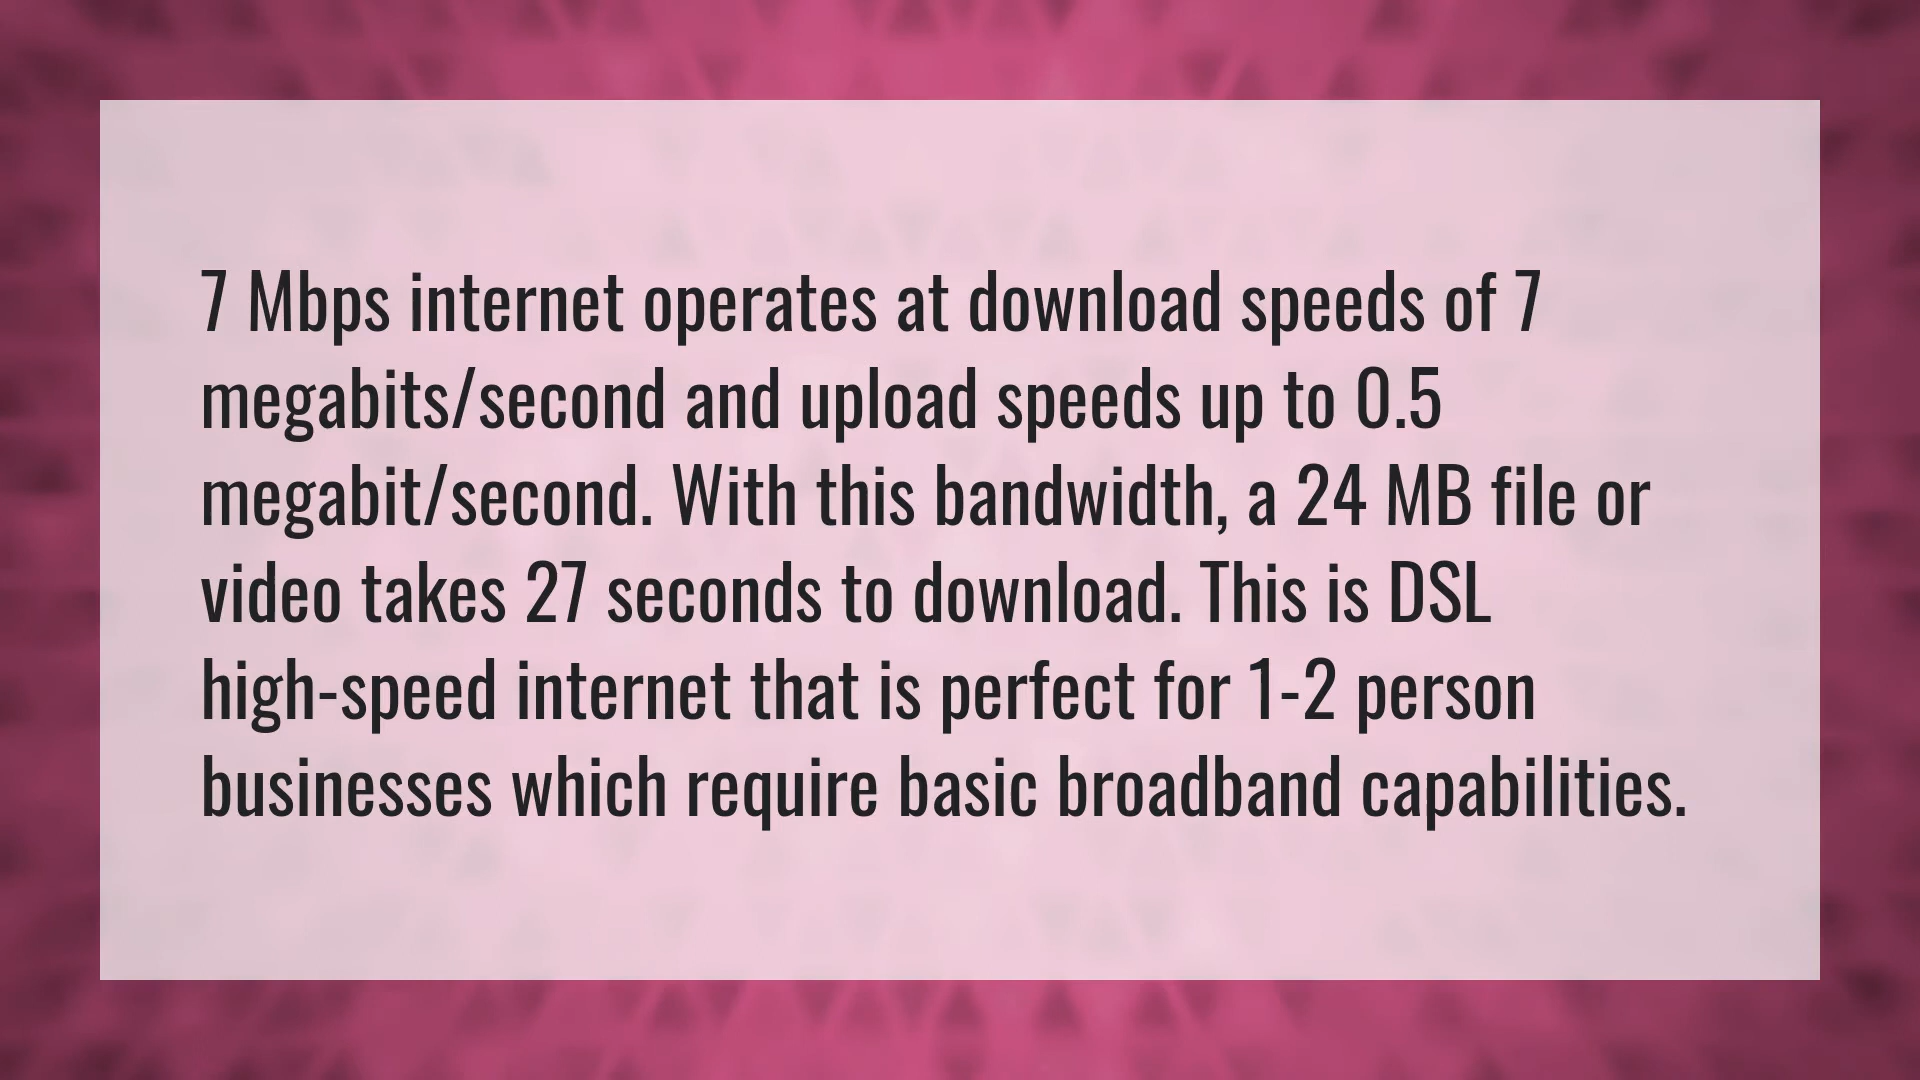 7 Mbps internet operates at download speeds of 7
megabits/second and upload speeds up to 0.5
megabit/second. With this bandwidth, a 24 MB file or
video takes 27 seconds to download. This is DSL
high-speed internet that is perfect for 1-2 person
businesses which require basic broadband capabilities.